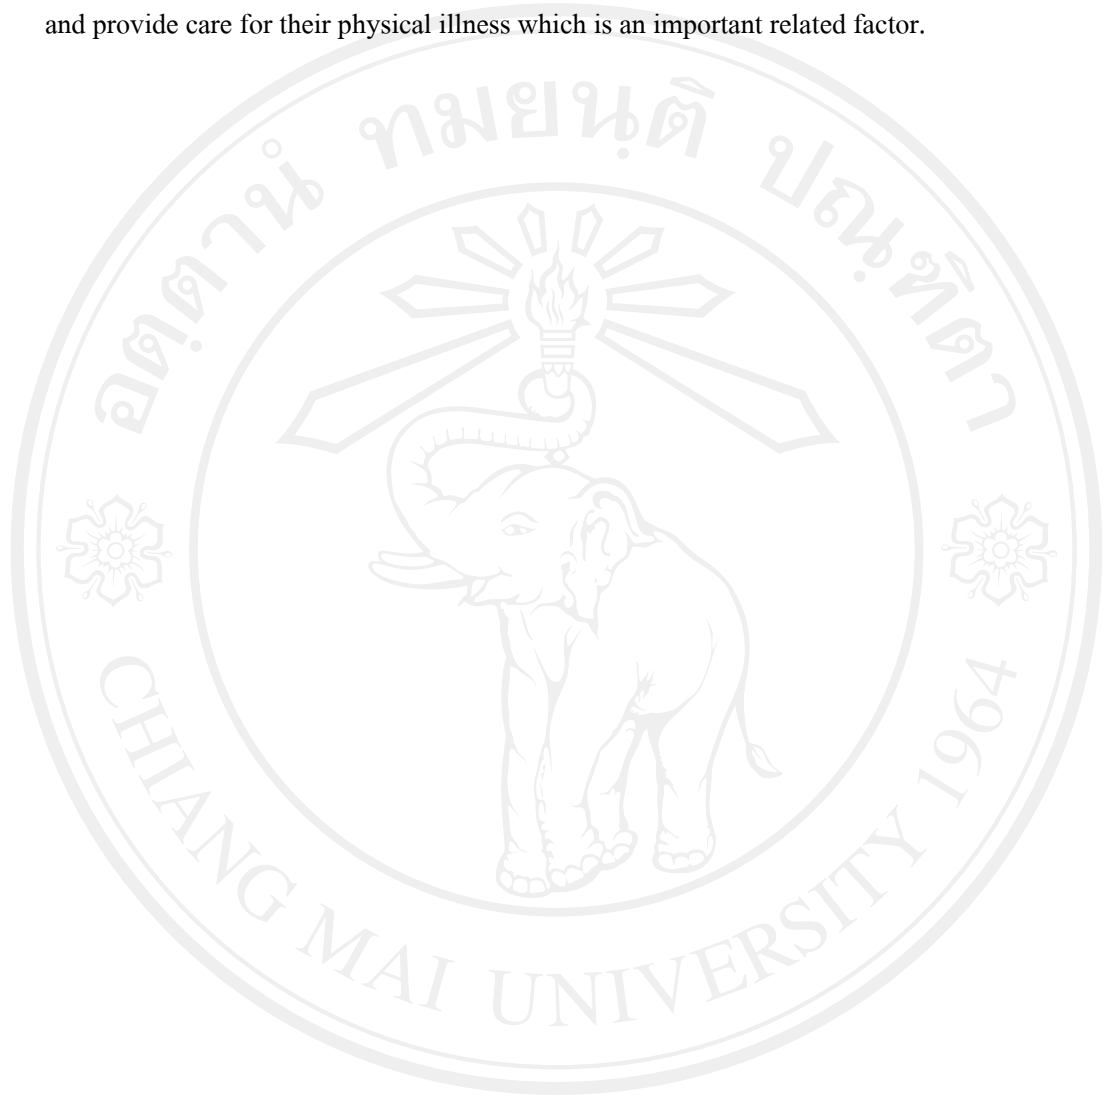 and provide care for their physical illness which is an important related factor.
อตฺตานํ ทมยนฺติ ปณฺฑิตา
CHIANG MAI UNIVERSITY 1964